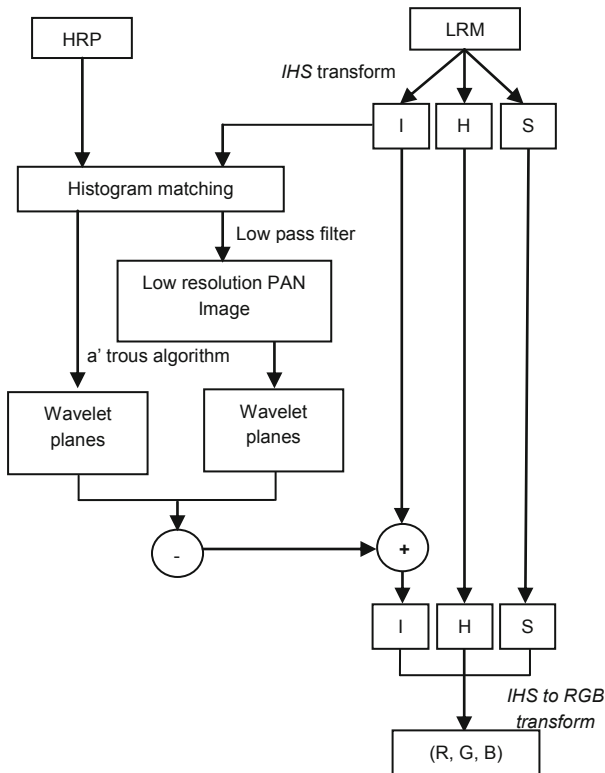 HRP
LRM
IHS transform
I
H
S
Histogram matching
Low pass filter
Low resolution PAN
Image
a' trous algorithm
Wavelet
planes
Wavelet
planes
-
+
I
H
S
IHS to RGB
transform
(R, G, B)